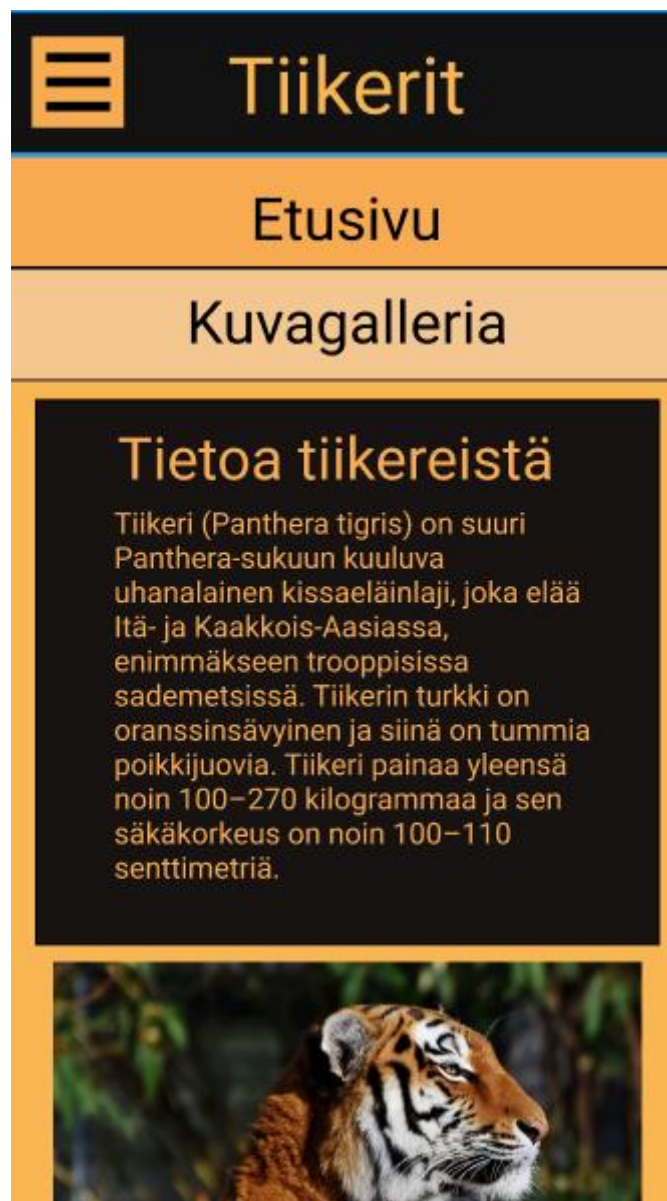 Tiikerit
Etusivu
Kuvagalleria
Tietoa tiikereistä
Tiikeri (Panthera tigris) on suuri
Panthera-sukuun kuuluva
uhanalainen kissaeläinlaji, joka elää
Itä- ja Kaakkois-Aasiassa,
enimmäkseen trooppisissa
sademetsissä. Tiikerin turkki on
oranssinsävyinen ja siinä on tummia
poikkijuovia. Tiikeri painaa yleensä
noin 100–270 kilogrammaa ja sen
säkäkorkeus on noin 100–110
senttimetriä.